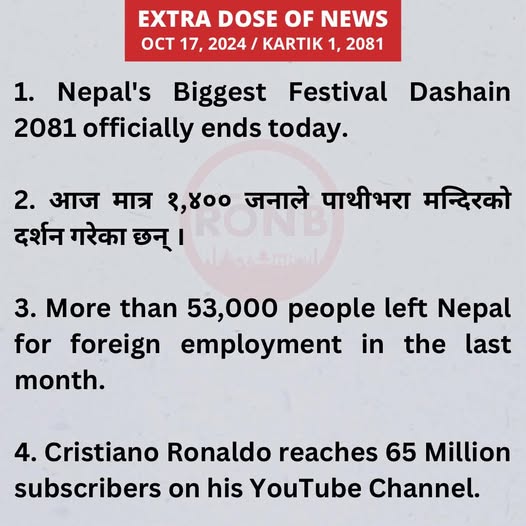 EXTRA DOSE OF NEWS
OCT 17, 2024 / KARTIK 1, 2081
1. Nepal's Biggest Festival Dashain
2081 officially ends today.
2. आज मात्र १,४०० जनाले पाथीभरा मन्दिरको
दर्शन गरेका छन् ।
RONB
3. More than 53,000 people left Nepal
for foreign employment in the last
month.
4. Cristiano Ronaldo reaches 65 Million
subscribers on his YouTube Channel.